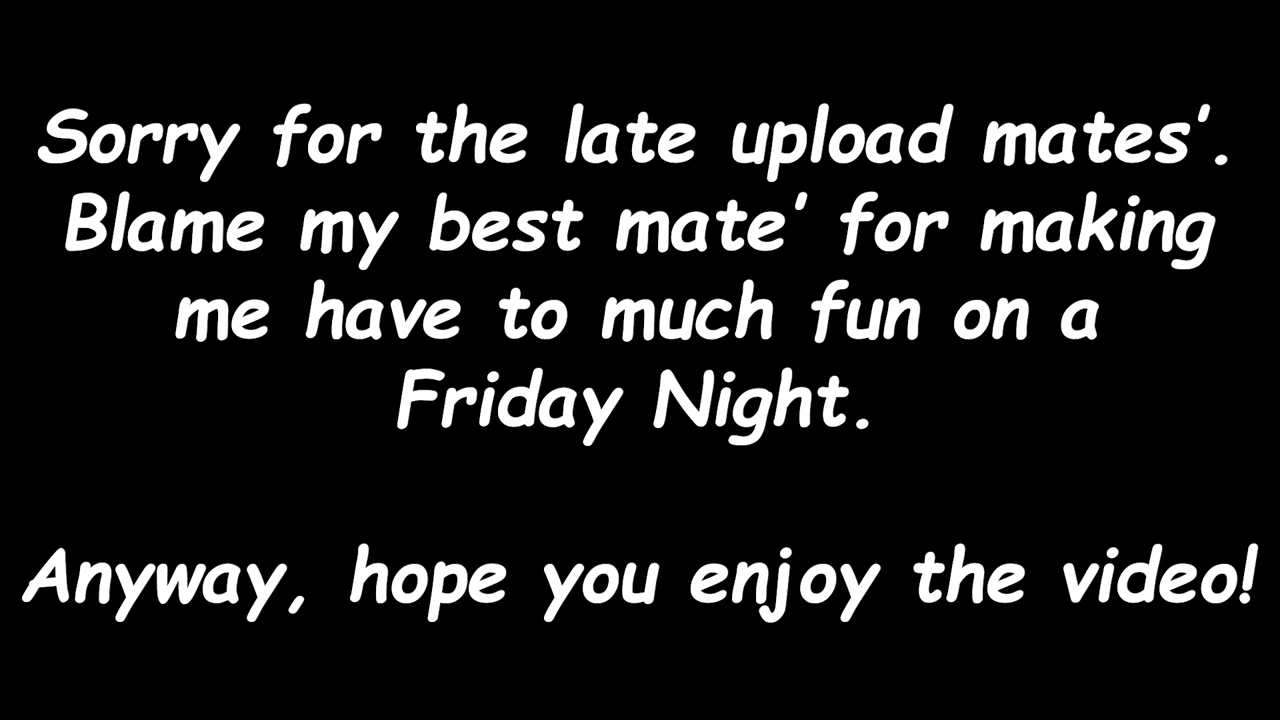 Sorry for the late upload mates’.
Blame my best mate’ for making
me have to much fun on a
Friday Night.
Anyway, hope you enjoy the video!